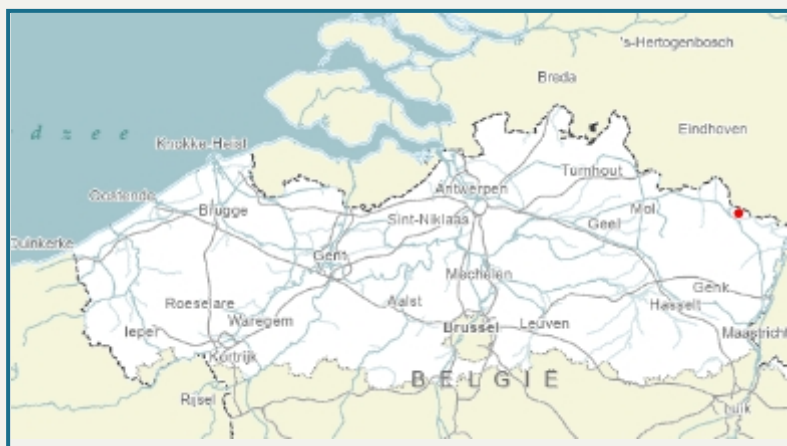 's-Hertogenbosch
Breda
Eindhoven
d z e e
Knokke-Heist
Turnhout
Antwerpen
Oostende
Brugge
Sint-Niklaas
Geel
Mol
Duinkerke
Gent
Mechelen
Genk
Roeselare
Aalst
Hasselt
Ieper
Waregem
Brussel
Leuven
Maastricht
Kortrijk
BELGIË
Rijsel
Luik